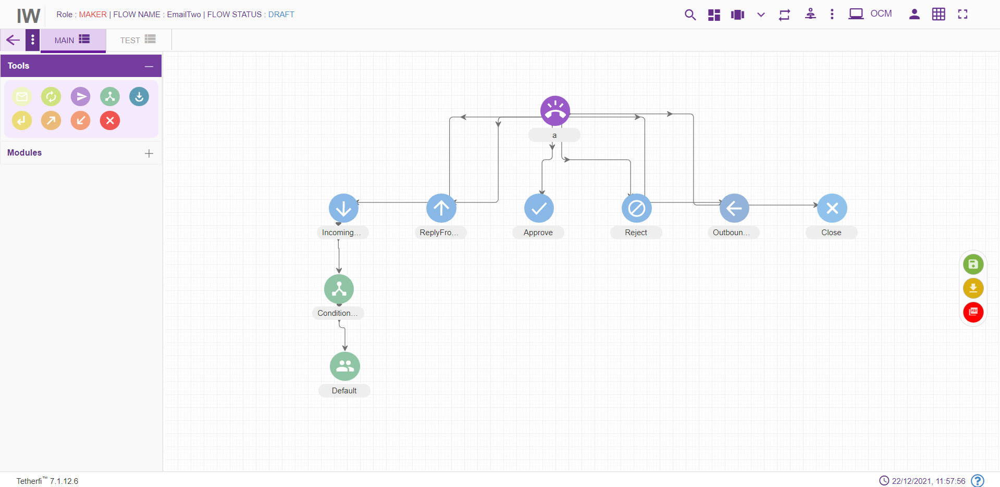 IW
Role : MAKER | FLOW NAME : EmailTwo | FLOW STATUS : DRAFT
OCM
MAIN
TEST
Tools
Modules
a
Incoming...
ReplyFro...
Approve
Reject
Outboun...
Close
Condition...
PDF
Default
Tetherfi™ 7.1.12.6
22/12/2021, 11:57:56
?